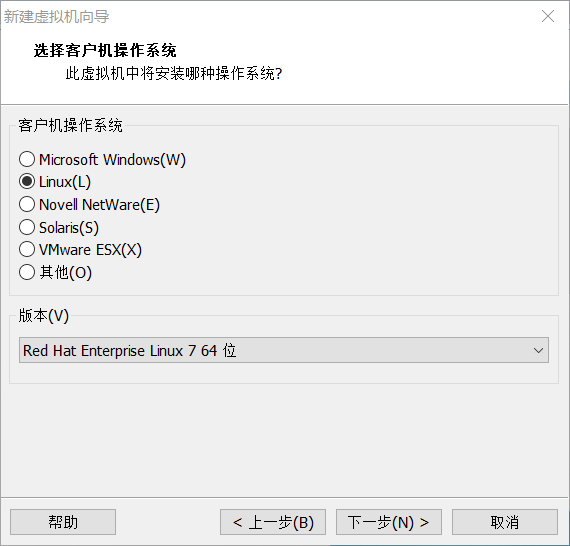 新建虚拟机向导
选择客户机操作系统
此虚拟机中将安装哪种操作系统?
客户机操作系统
Microsoft Windows(W)
Linux(L)
Novell NetWare(E)
Solaris(S)
VMware ESX(X)
其他(O)
版本(V)
Red Hat Enterprise Linux 7 64 位
帮助
< 上一步(B)
下一步(N) >
取消